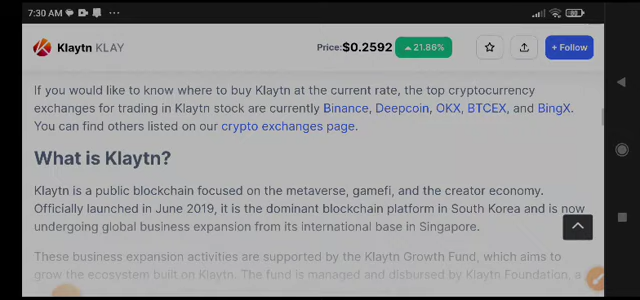 7:30 AM
Klaytn KLAY
Price:$0.2592
21.86%
+ Follow
If you would like to know where to buy Klaytn at the current rate, the top cryptocurrency
exchanges for trading in Klaytn stock are currently Binance, Deepcoin, OKX, BTCEX, and BingX.
You can find others listed on our crypto exchanges page.
What is Klaytn?
Klaytn is a public blockchain focused on the metaverse, gamefi, and the creator economy.
Officially launched in June 2019, it is the dominant blockchain platform in South Korea and is now
undergoing global business expansion from its international base in Singapore.
These business expansion activities are supported by the Klaytn Growth Fund, which aims to
grow the ecosystem built on Klaytn. The fund is managed and disbursed by Klaytn Foundation, a